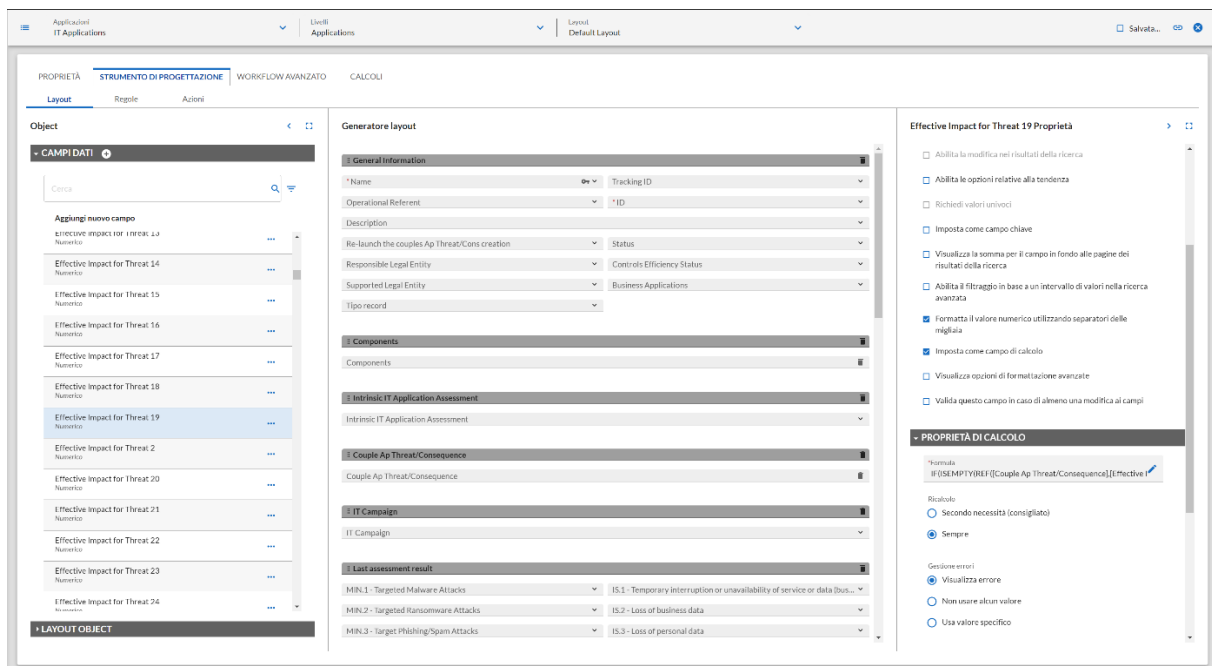 Applicazioni
IT Applications
Livelli
Applications
Layout
Default Layout
Salvata...
PROPRIETÀ
STRUMENTO DI PROGETTAZIONE
WORKFLOW AVANZATO
CALCOLI
Layout
Regole
Azioni
Object
CAMPI DATI
Cerca
Aggiungi nuovo campo
Effective Impact for Threat 13
Numerico
Effective Impact for Threat 14
Numerico
Effective Impact for Threat 15
Numerico
Effective Impact for Threat 16
Numerico
Effective Impact for Threat 17
Numerico
Effective Impact for Threat 18
Numerico
Effective Impact for Threat 19
Numerico
Effective Impact for Threat 2
Numerico
Effective Impact for Threat 20
Numerico
Effective Impact for Threat 21
Numerico
Effective Impact for Threat 22
Numerico
Effective Impact for Threat 23
Numerico
Effective Impact for Threat 24
Numerico
LAYOUT OBJECT
Generatore layout
General Information
*Name
Tracking ID
Operational Referent
*ID
Description
Re-launch the couples Ap Threat/Cons creation
Status
Responsible Legal Entity
Controls Efficiency Status
Supported Legal Entity
Business Applications
Tipo record
Components
Components
Intrinsic IT Application Assessment
Intrinsic IT Application Assessment
Couple Ap Threat/Consequence
Couple Ap Threat/Consequence
IT Campaign
IT Campaign
Last assessment result
MIN.1 - Targeted Malware Attacks
IS.1 - Temporary interruption or unavailability of service or data (bus...
MIN.2 - Targeted Ransomware Attacks
IS.2 - Loss of business data
MIN.3 - Target Phishing/Spam Attacks
IS.3 - Loss of personal data
Effective Impact for Threat 19 Proprietà
Abilita la modifica nei risultati della ricerca
Abilita le opzioni relative alla tendenza
Richiedi valori univoci
Imposta come campo chiave
Visualizza la somma per il campo in fondo alle pagine dei
risultati della ricerca
Abilita il filtraggio in base a un intervallo di valori nella ricerca
avanzata
Formatta il valore numerico utilizzando separatori delle
migliaia
Imposta come campo di calcolo
Visualizza opzioni di formattazione avanzate
Valida questo campo in caso di almeno una modifica ai campi
PROPRIETÀ DI CALCOLO
*Formula
IF(ISEMPTY(REF([Couple Ap Threat/Consequence],[Effective I
Ricalcolo
Secondo necessità (consigliato)
Sempre
Gestione errori
Visualizza errore
Non usare alcun valore
Usa valore specifico